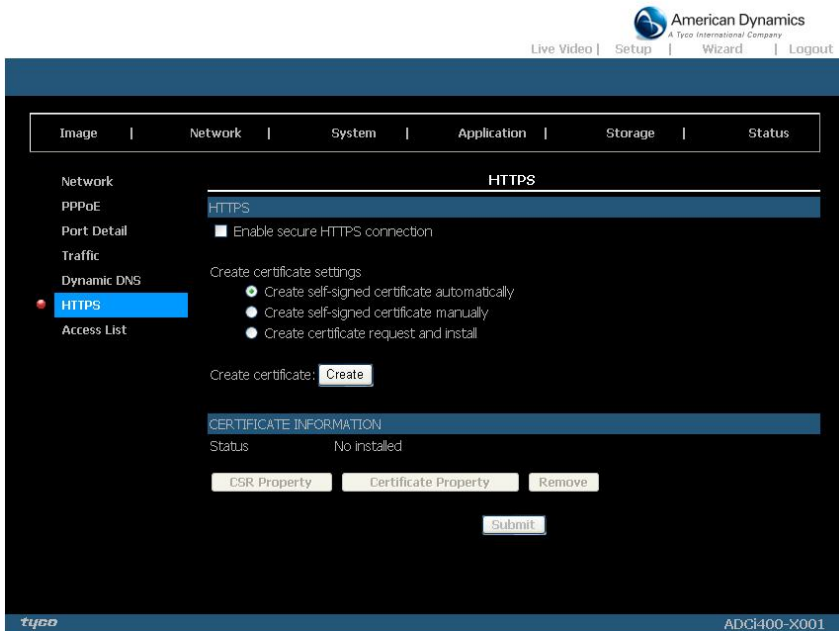 American Dynamics
A Tyco International Company
Live Video | Setup | Wizard | Logout
Image | Network | System | Application | Storage | Status
Network
PPPoE
Port Detail
Traffic
Dynamic DNS
HTTPS
Access List
HTTPS
HTTPS
Enable secure HTTPS connection
Create certificate settings
Create self-signed certificate automatically
Create self-signed certificate manually
Create certificate request and install
Create certificate: Create
CERTIFICATE INFORMATION
Status No installed
CSR Property Certificate Property Remove
Submit
tyco ADCi400-X001